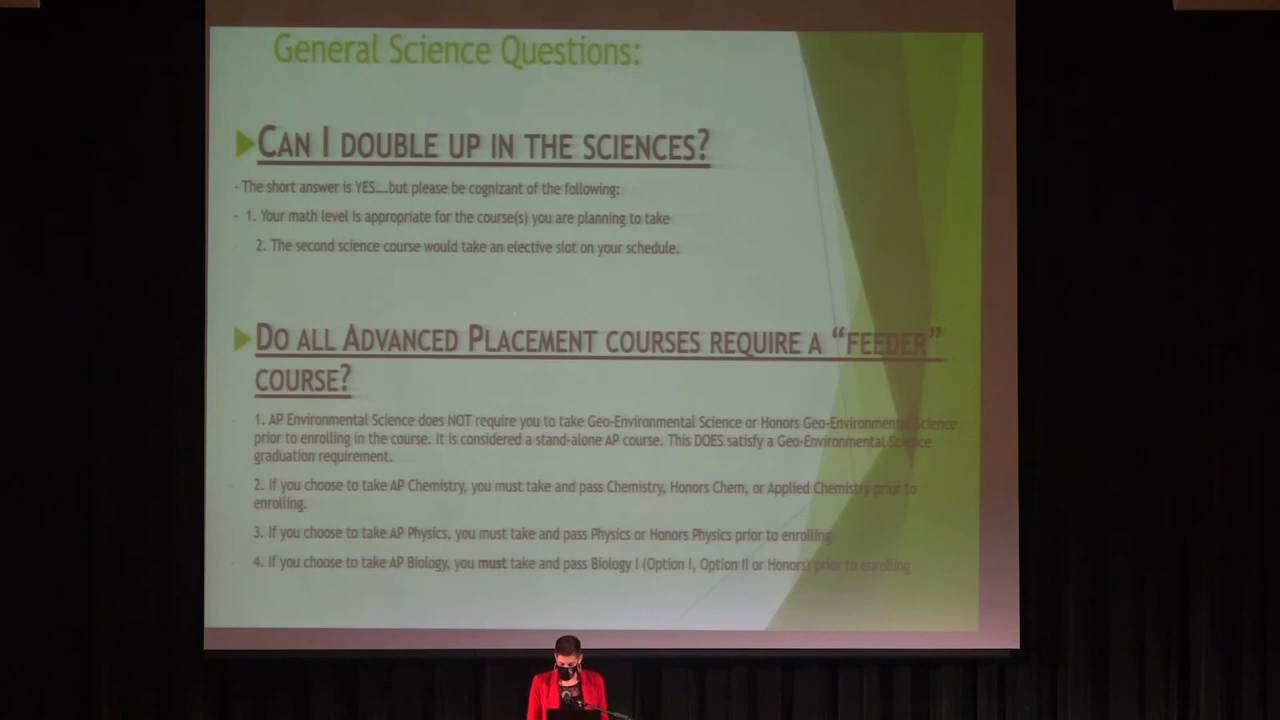 General Science Questions:
CAN I DOUBLE UP IN THE SCIENCES?
- The short answer is YES....but please be cognizant of the following:
- 1. Your math level is appropriate for the course(s) you are planning to take
2. The second science course would take an elective slot on your schedule.
DO ALL ADVANCED PLACEMENT COURSES REQUIRE A “FEEDER”
COURSE?
1. AP Environmental Science does NOT require you to take Geo-Environmental Science or Honors Geo-Environmental Science
prior to enrolling in the course. It is considered a stand-alone AP course. This DOES satisfy a Geo-Environmental Science
graduation requirement.
2. If you choose to take AP Chemistry, you must take and pass Chemistry, Honors Chem, or Applied Chemistry prior to
enrolling.
3. If you choose to take AP Physics, you must take and pass Physics or Honors Physics prior to enrolling
4. If you choose to take AP Biology, you must take and pass Biology I (Option I, Option II or Honors) prior to enrolling